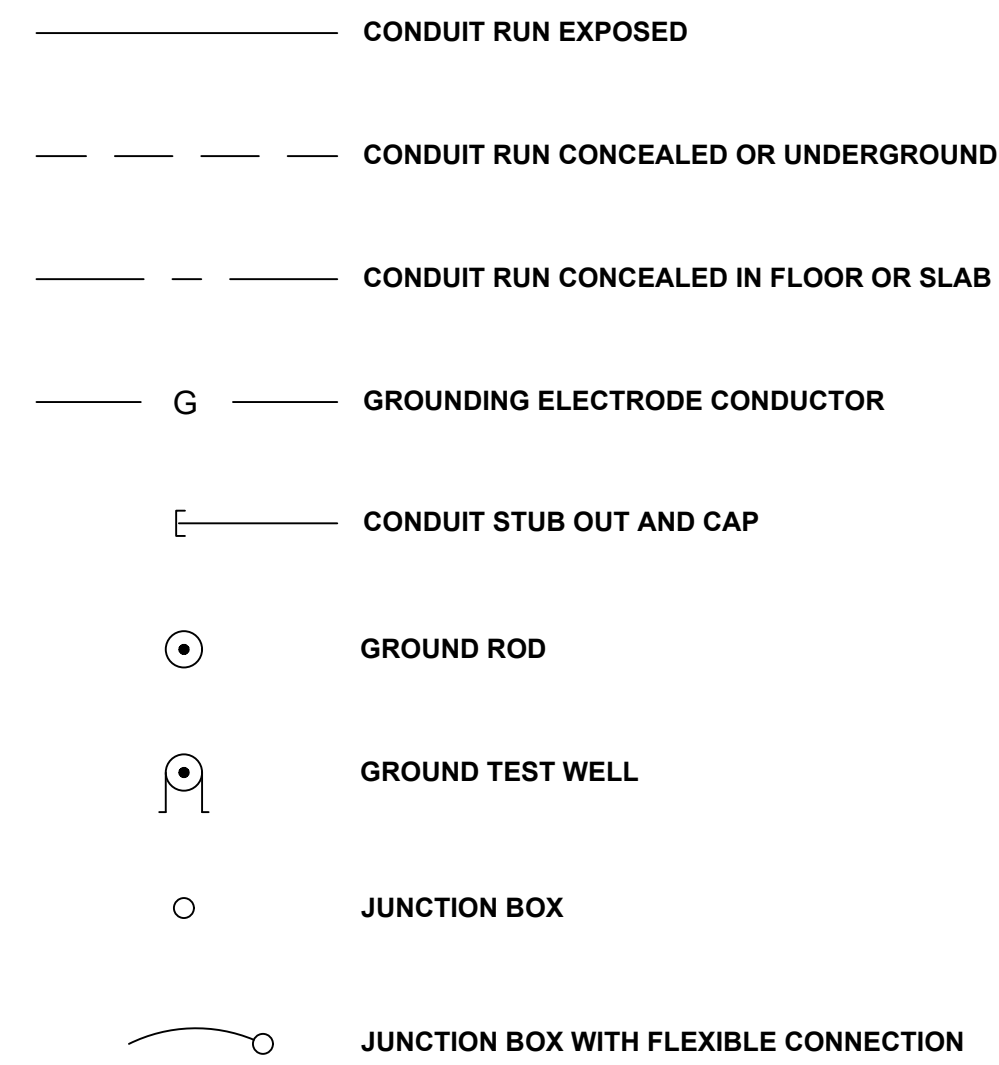 CONDUIT RUN EXPOSED
CONDUIT RUN CONCEALED OR UNDERGROUND
CONDUIT RUN CONCEALED IN FLOOR OR SLAB
G GROUNDING ELECTRODE CONDUCTOR
CONDUIT STUB OUT AND CAP
GROUND ROD
GROUND TEST WELL
JUNCTION BOX
JUNCTION BOX WITH FLEXIBLE CONNECTION